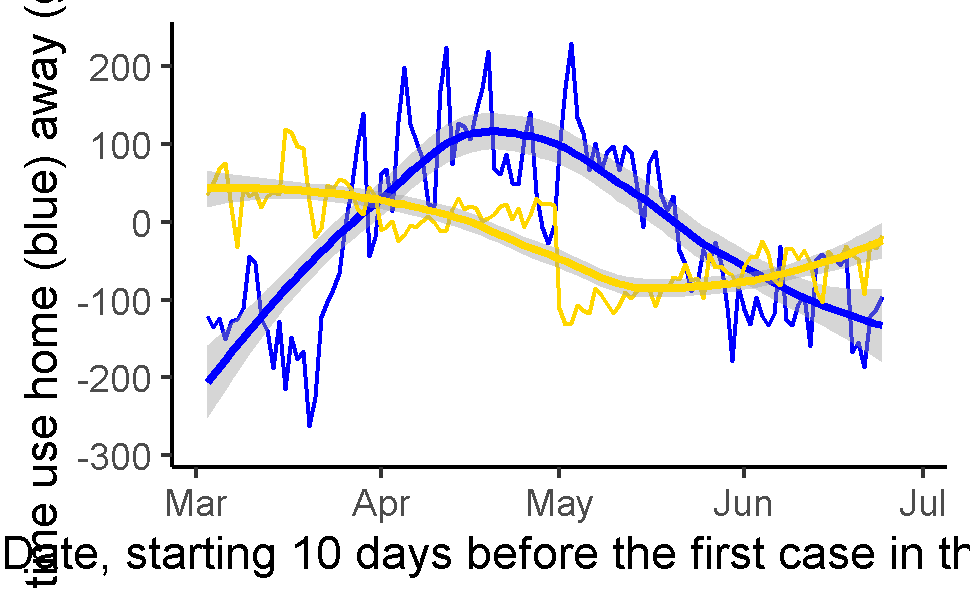 time use home (blue) away (
200
100
0
-100
-200
-300
Mar Apr May Jun Jul
Date, starting 10 days before the first case in th